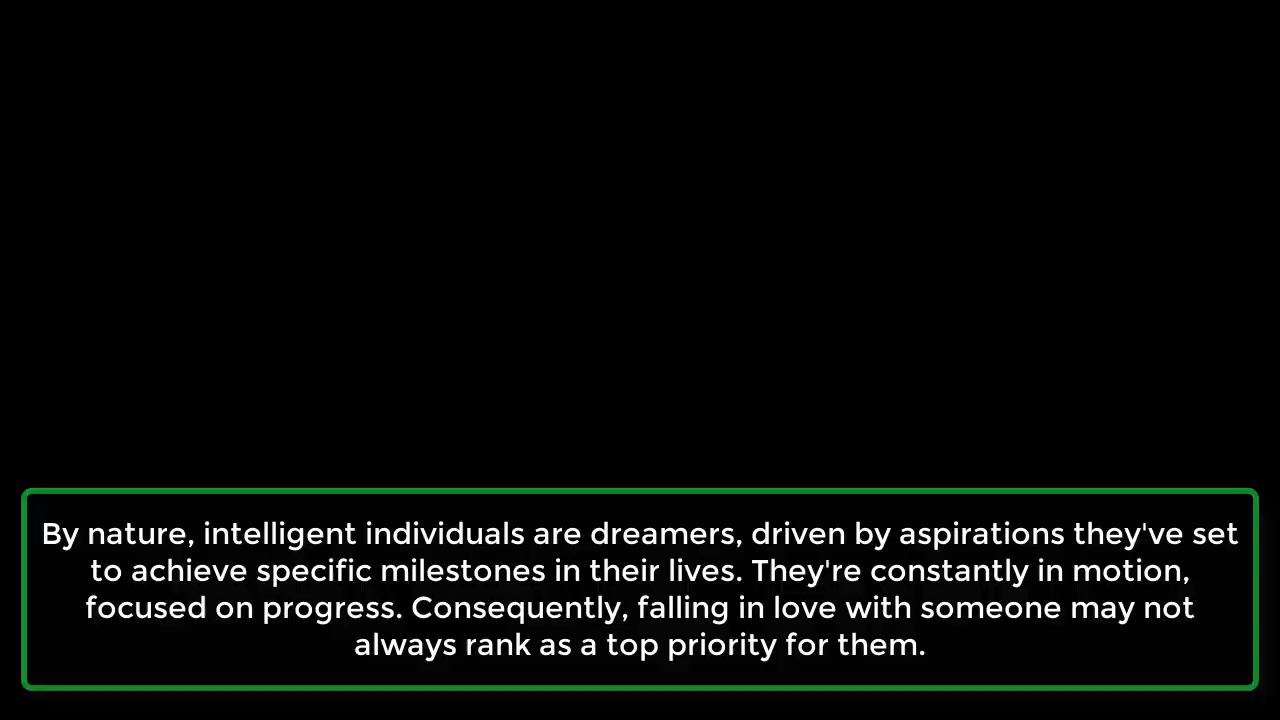 By nature, intelligent individuals are dreamers, driven by aspirations they've set
to achieve specific milestones in their lives. They're constantly in motion,
focused on progress. Consequently, falling in love with someone may not
always rank as a top priority for them.